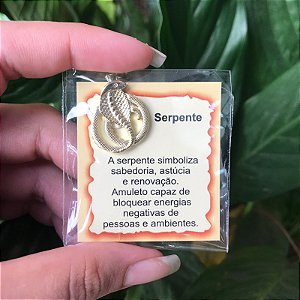 Serpente
A serpente simboliza
sabedoria, astúcia
e renovação.
Amuleto capaz de
bloquear energias
negativas de
pessoas e ambientes.